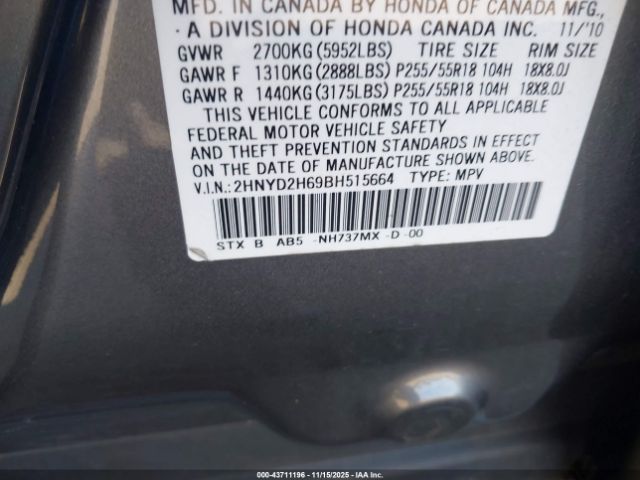 MFD. IN CANADA BY HONDA OF CANADA MFG.,
· A DIVISION OF HONDA CANADA INC. 11/'10
GVWR 2700KG (5952LBS) TIRE SIZE RIM SIZE
GAWR F 1310KG (2888LBS) P255/55R18 104H 18X8.0J
GAWR R 1440KG (3175LBS) P255/55R18 104H 18X8.0J
THIS VEHICLE CONFORMS TO ALL APPLICABLE
FEDERAL MOTOR VEHICLE SAFETY
AND THEFT PREVENTION STANDARDS IN EFFECT
ON THE DATE OF MANUFACTURE SHOWN ABOVE.
V.I.N.: 2HNYD2H69BH515664 TYPE: MPV
STX B AB5 -NH737MX -D -00
000-43711196 - 11/15/2025 - IAAI.COM